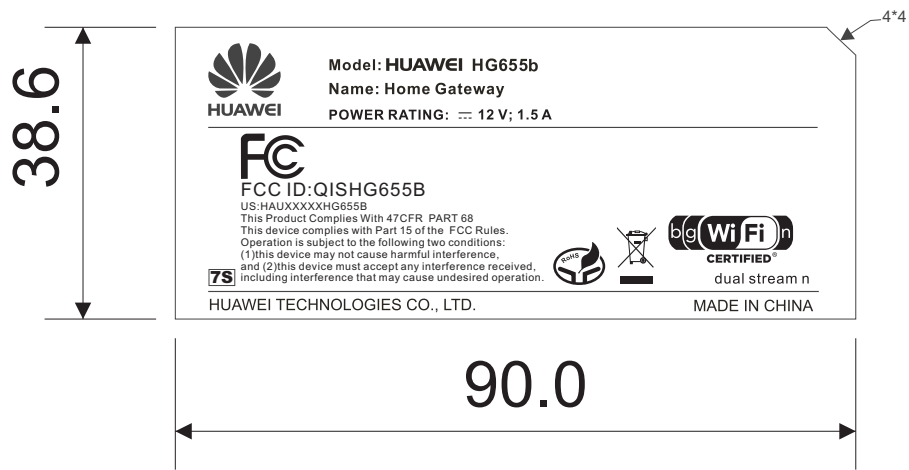 4*4
38.6
HUAWEI
Model: HUAWEI HG655b
Name: Home Gateway
POWER RATING: ⎓ 12 V; 1.5 A
FC
FCC ID:QISHG655B
US:HAUXXXXXHG655B
This Product Complies With 47CFR PART 68
This device complies with Part 15 of the FCC Rules.
Operation is subject to the following two conditions:
(1)this device may not cause harmful interference,
and (2)this device must accept any interference received,
including interference that may cause undesired operation.
7S
RoHS
b g Wi Fi n
CERTIFIED®
dual stream n
HUAWEI TECHNOLOGIES CO., LTD.
MADE IN CHINA
90.0